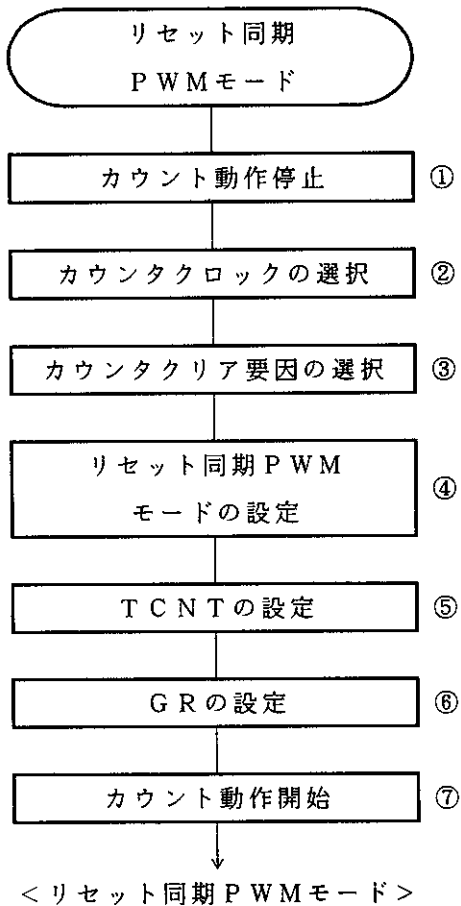 リセット同期
PWMモード
カウント動作停止 ①
カウンタクロックの選択 ②
カウンタクリア要因の選択 ③
リセット同期PWM
モードの設定 ④
TCNTの設定 ⑤
GRの設定 ⑥
カウント動作開始 ⑦
<リセット同期PWMモード>